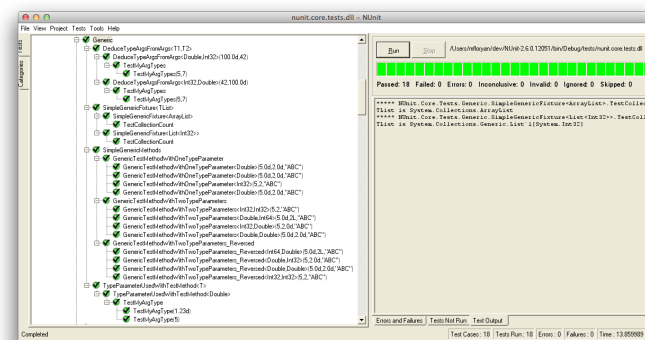 nunit.core.tests.dll - NUnit
File View Project Tests Tools Help
Tests
Categories
Generic
DeduceTypeArgsFromArgs<T1,T2>
DeduceTypeArgsFromArgs<Double,Int32>(100.0d,42)
TestMyArgTypes
TestMyArgTypes(5,7)
DeduceTypeArgsFromArgs<Int32,Double>(42,100.0d)
TestMyArgTypes
TestMyArgTypes(5,7)
SimpleGenericFixture<TList>
SimpleGenericFixture<ArrayList>
TestCollectionCount
SimpleGenericFixture<List<Int32>>
TestCollectionCount
SimpleGenericMethods
GenericTestMethodWithOneTypeParameter
GenericTestMethodWithOneTypeParameter<Double>(5.0d,2.0d,"ABC")
GenericTestMethodWithOneTypeParameter<Double>(5.0d,2.0d,"ABC")
GenericTestMethodWithOneTypeParameter<Int32>(5,2,"ABC")
GenericTestMethodWithOneTypeParameter<Double>(5.0d,2.0d,"ABC")
GenericTestMethodWithTwoTypeParameters
GenericTestMethodWithTwoTypeParameters<Int32,Int32>(5,2,"ABC")
GenericTestMethodWithTwoTypeParameters<Double,Int64>(5.0d,2L,"ABC")
GenericTestMethodWithTwoTypeParameters<Int32,Double>(5,2.0d,"ABC")
GenericTestMethodWithTwoTypeParameters<Double,Double>(5.0d,2.0d,"ABC")
GenericTestMethodWithTwoTypeParameters_Reversed
GenericTestMethodWithTwoTypeParameters_Reversed<Int64,Double>(5.0d,2L,"ABC")
GenericTestMethodWithTwoTypeParameters_Reversed<Double,Int32>(5,2.0d,"ABC")
GenericTestMethodWithTwoTypeParameters_Reversed<Double,Double>(5.0d,2.0d,"ABC")
GenericTestMethodWithTwoTypeParameters_Reversed<Int32,Int32>(5,2,"ABC")
TypeParameterUsedWithTestMethod<T>
TypeParameterUsedWithTestMethod<Double>
TestMyArgType
TestMyArgType(1.23d)
TestMyArgType(5)
Run Stop /Users/mfloryan/dev/NUnit-2.6.0.12051/bin/Debug/tests/nunit.core.tests.dll
Passed: 18 Failed: 0 Errors: 0 Inconclusive: 0 Invalid: 0 Ignored: 0 Skipped: 0
***** NUnit.Core.Tests.Generic.SimpleGenericFixture<ArrayList>.TestCollec
TList is System.Collections.ArrayList
***** NUnit.Core.Tests.Generic.SimpleGenericFixture<List<Int32>>.TestCol
TList is System.Collections.Generic.List`1[System.Int32]
Errors and Failures Tests Not Run Text Output
Completed Test Cases : 18 Tests Run : 18 Errors : 0 Failures : 0 Time : 13.859989